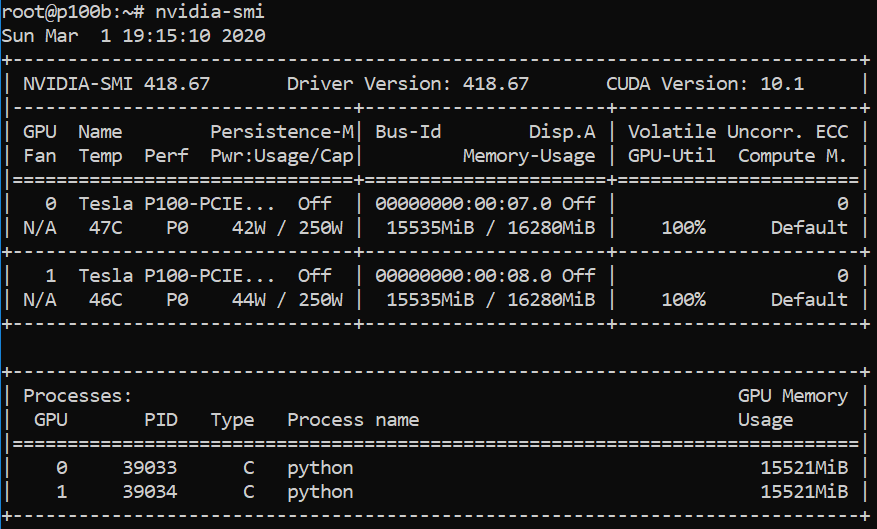 root@p100b:~# nvidia-smi
Sun Mar  1 19:15:10 2020
+-----------------------------------------------------------------------------+
| NVIDIA-SMI 418.67       Driver Version: 418.67       CUDA Version: 10.1     |
|-------------------------------+----------------------+----------------------+
| GPU  Name        Persistence-M| Bus-Id        Disp.A | Volatile Uncorr. ECC |
| Fan  Temp  Perf  Pwr:Usage/Cap|         Memory-Usage | GPU-Util  Compute M. |
|===============================+======================+======================|
|   0  Tesla P100-PCIE...  Off  | 00000000:00:07.0 Off |                    0 |
| N/A   47C    P0    42W / 250W |  15535MiB / 16280MiB |    100%      Default |
+-------------------------------+----------------------+----------------------+
|   1  Tesla P100-PCIE...  Off  | 00000000:00:08.0 Off |                    0 |
| N/A   46C    P0    44W / 250W |  15535MiB / 16280MiB |    100%      Default |
+-------------------------------+----------------------+----------------------+
+-----------------------------------------------------------------------------+
| Processes:                                                       GPU Memory |
|  GPU       PID   Type   Process name                             Usage      |
|=============================================================================|
|    0     39033      C   python                                     15521MiB |
|    1     39034      C   python                                     15521MiB |
+-----------------------------------------------------------------------------+